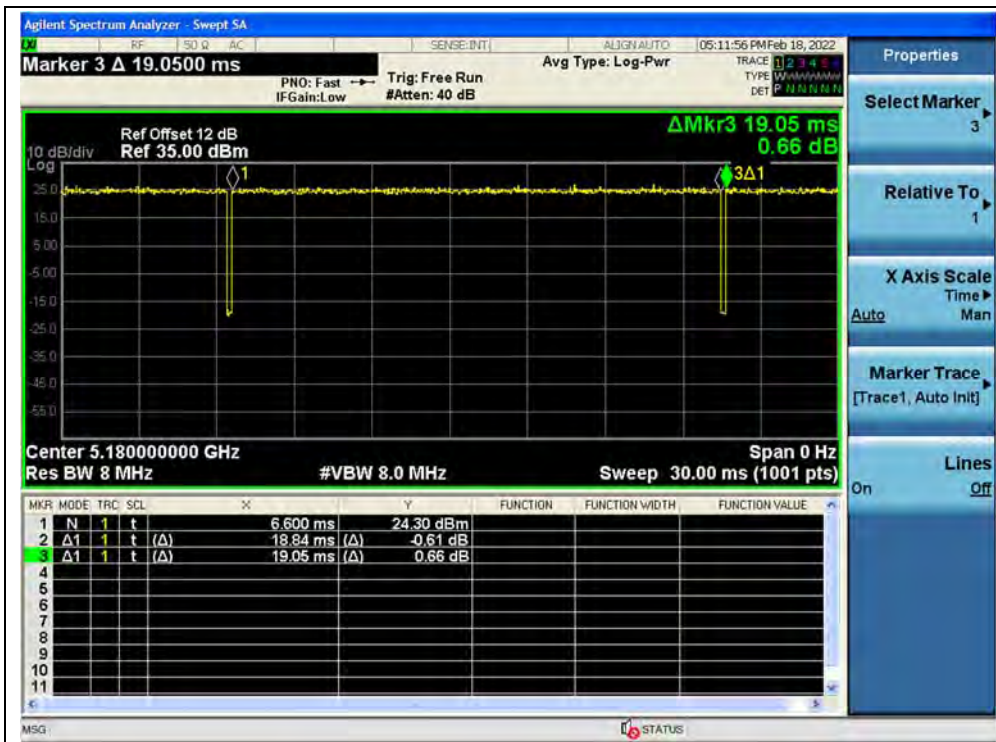 Agilent Spectrum Analyzer - Swept SA
LXI RF 50 Ω AC SENSE:INT ALIGN AUTO 05:11:56 PM Feb 18, 2022
Marker 3 Δ 19.0500 ms
PNO: Fast
IFGain:Low
Trig: Free Run
#Atten: 40 dB
Avg Type: Log-Pwr
TRACE 1 2 3 4 5 6
TYPE W
DET P N N N N N
ΔMkr3 19.05 ms
0.66 dB
Ref Offset 12 dB
10 dB/div Ref 35.00 dBm
Log
1
3Δ1
25.0
15.0
5.00
-5.00
-15.0
-25.0
-35.0
-45.0
-55.0
Center 5.180000000 GHz Span 0 Hz
Res BW 8 MHz #VBW 8.0 MHz Sweep 30.00 ms (1001 pts)
MKR MODE TRC SCL X Y FUNCTION FUNCTION WIDTH FUNCTION VALUE
1 N 1 t 6.600 ms 24.30 dBm
2 Δ1 1 t (Δ) 18.84 ms (Δ) -0.61 dB
3 Δ1 1 t (Δ) 19.05 ms (Δ) 0.66 dB
4
5
6
7
8
9
10
11
MSG STATUS
Properties
Select Marker
3
Relative To
1
X Axis Scale
Time
Auto Man
Marker Trace
[Trace1, Auto Init]
Lines
On Off